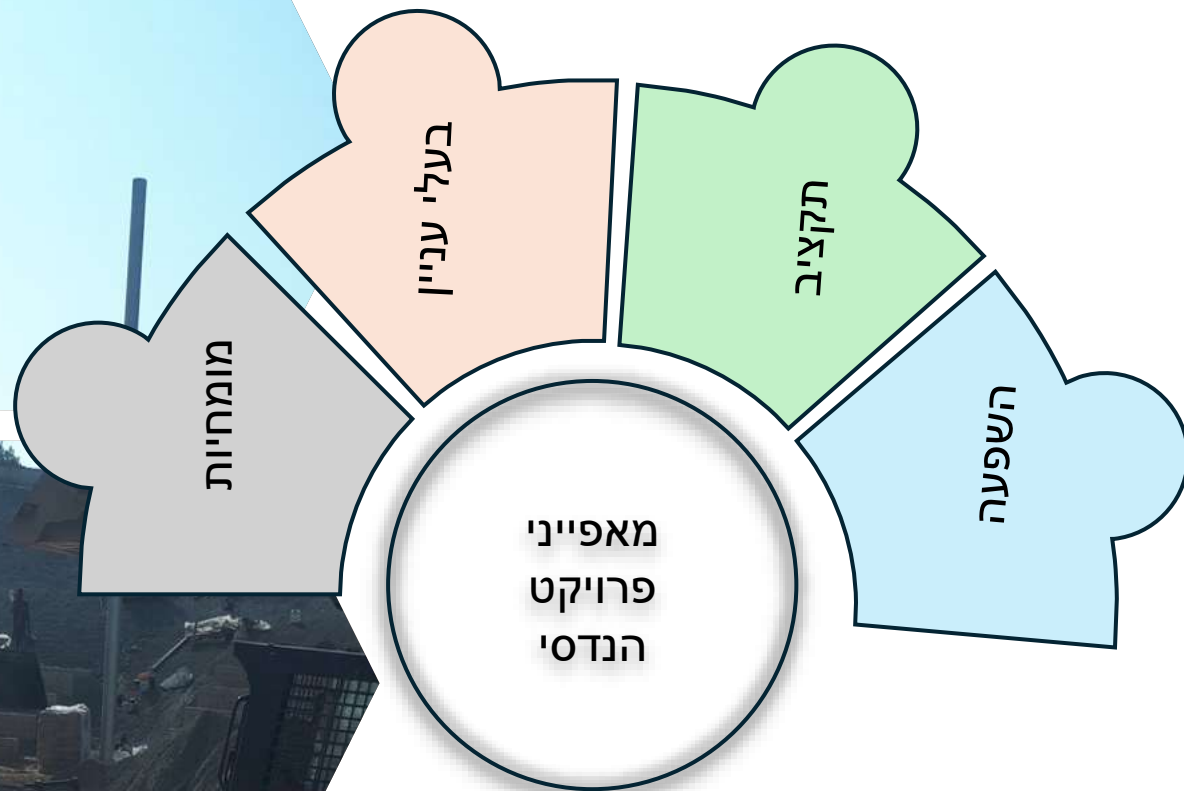 השפעה
תקציב
בעלי עניין
מומחיות
מאפייני
פרויקט
הנדסי